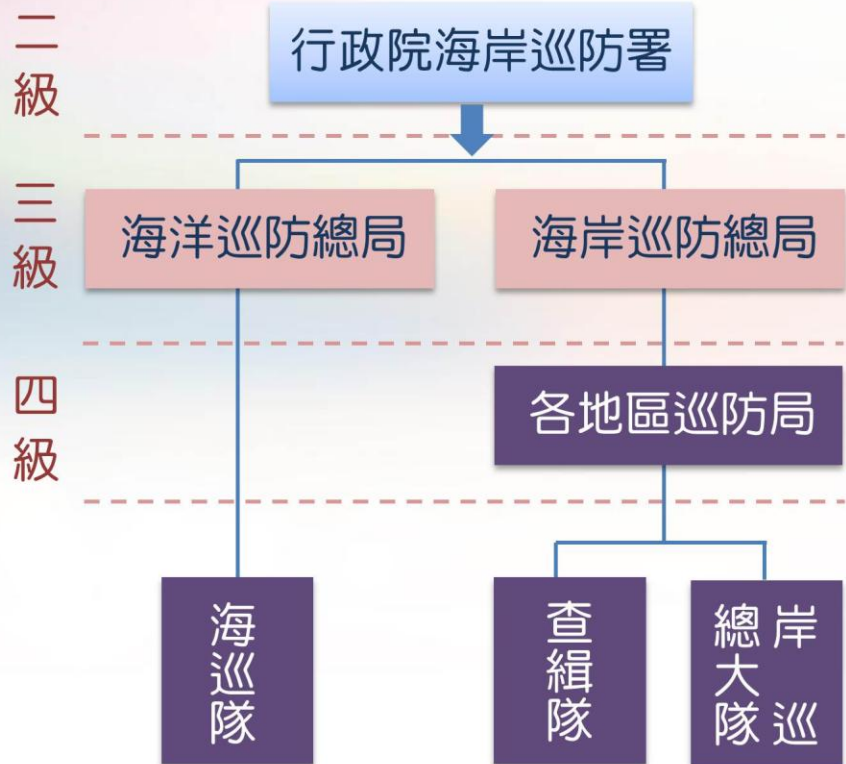 二級
行政院海岸巡防署
三級
海洋巡防總局
海岸巡防總局
四級
各地區巡防局
海巡隊
查緝隊
岸巡
總大隊